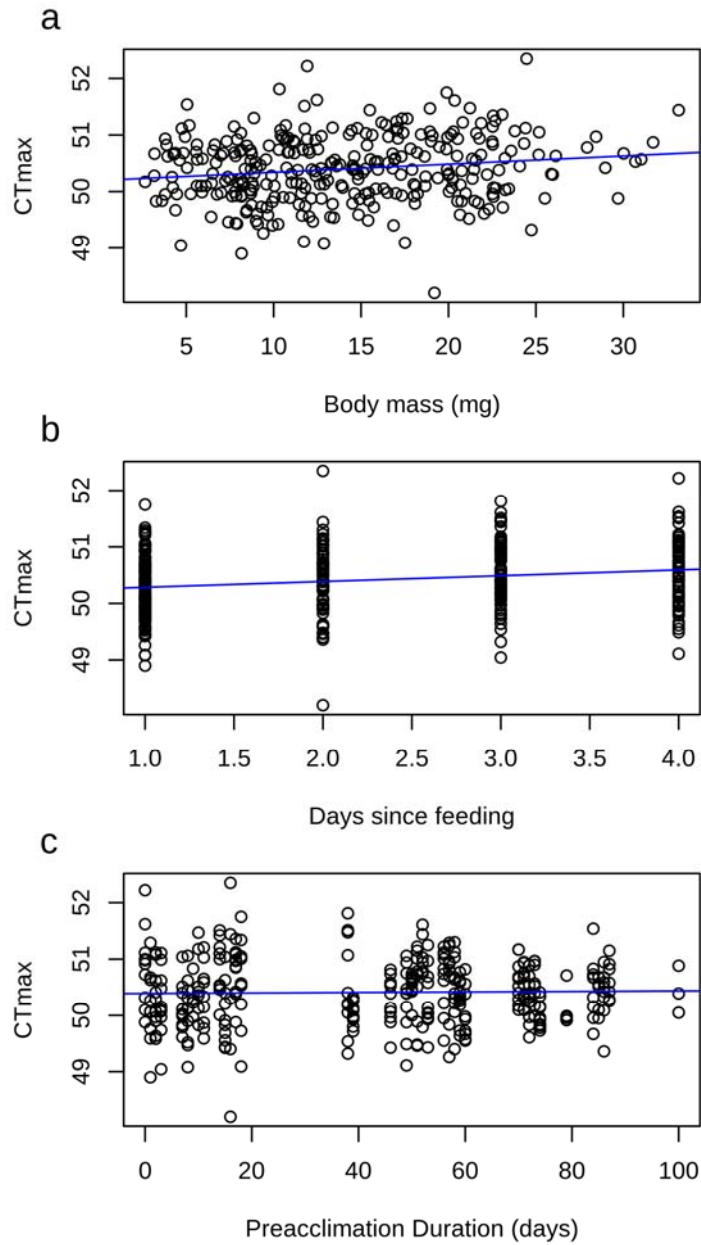 a
CTmax
52
51
50
49
5 10 15 20 25 30
Body mass (mg)
b
CTmax
52
51
50
49
1.0 1.5 2.0 2.5 3.0 3.5 4.0
Days since feeding
c
CTmax
52
51
50
49
0 20 40 60 80 100
Preacclimation Duration (days)